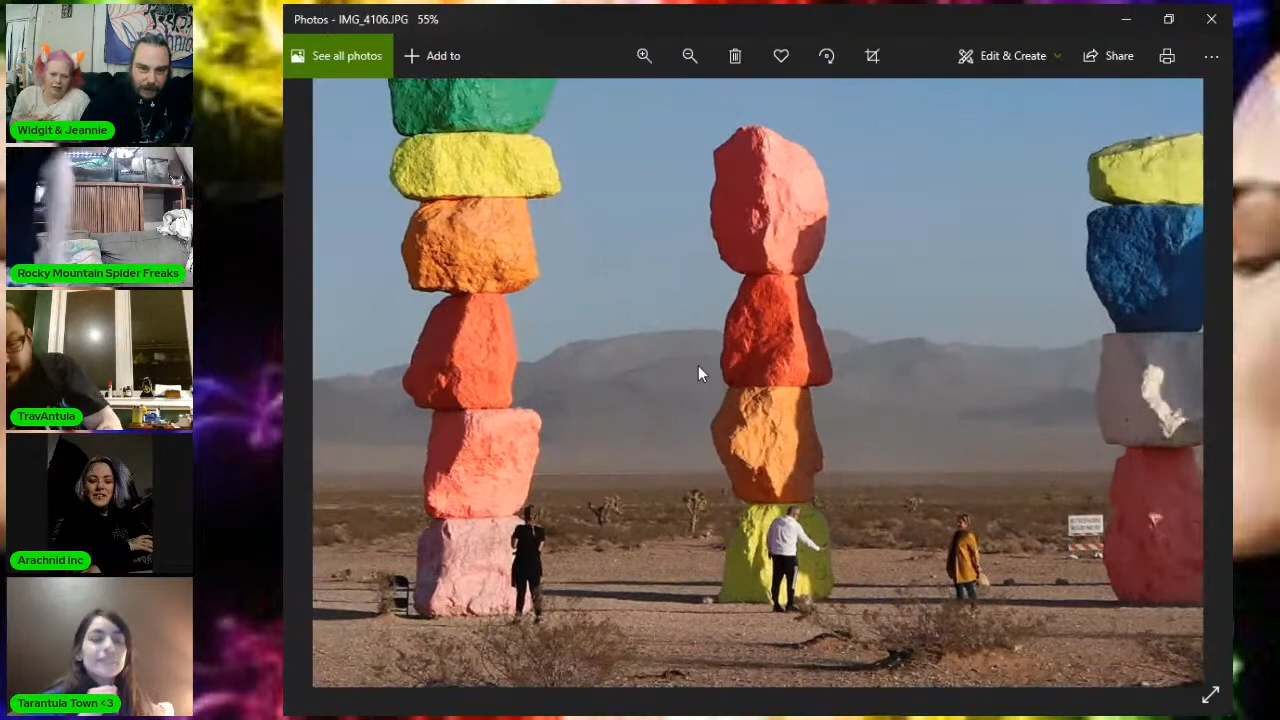 Photos - IMG_4106.JPG 55%
See all photos
Add to
Edit & Create
Share
Widgit & Jeannie
Rocky Mountain Spider Freaks
TravAntula
Arachnid Inc
Tarantula Town <3